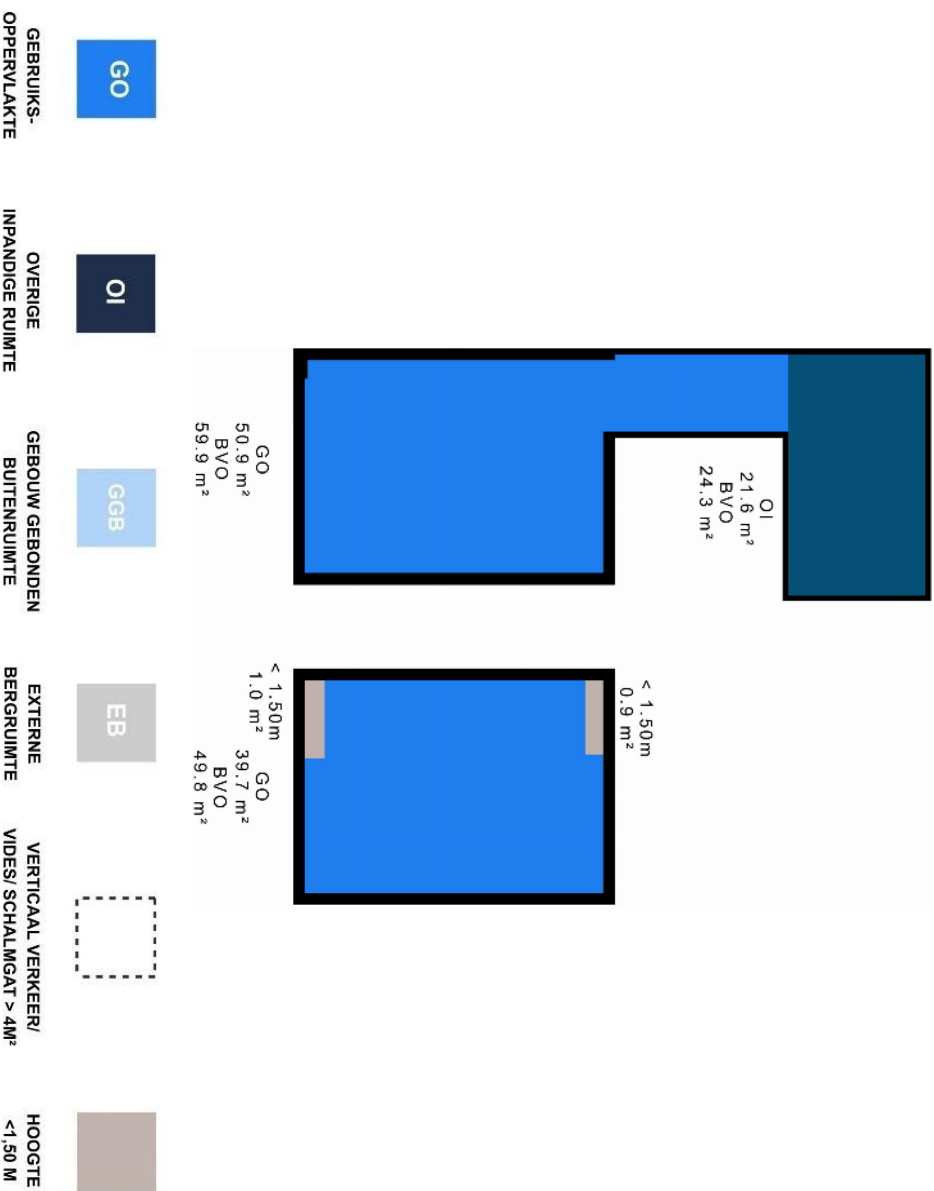 OI
21.6 m²
BVO
24.3 m²
GO
50.9 m²
BVO
59.9 m²
< 1.50m
0.9 m²
< 1.50m
1.0 m²
GO
39.7 m²
BVO
49.8 m²
GO
GEBRUIKS-
OPPERVLAKTE
OI
OVERIGE
INPANDIGE RUIMTE
GGB
GEBOUW GEBONDEN
BUITENRUIMTE
EB
EXTERNE
BERGRUIMTE
VERTICAAL VERKEER/
VIDES/ SCHALMGAT > 4M²
HOOGTE
<1,50 M